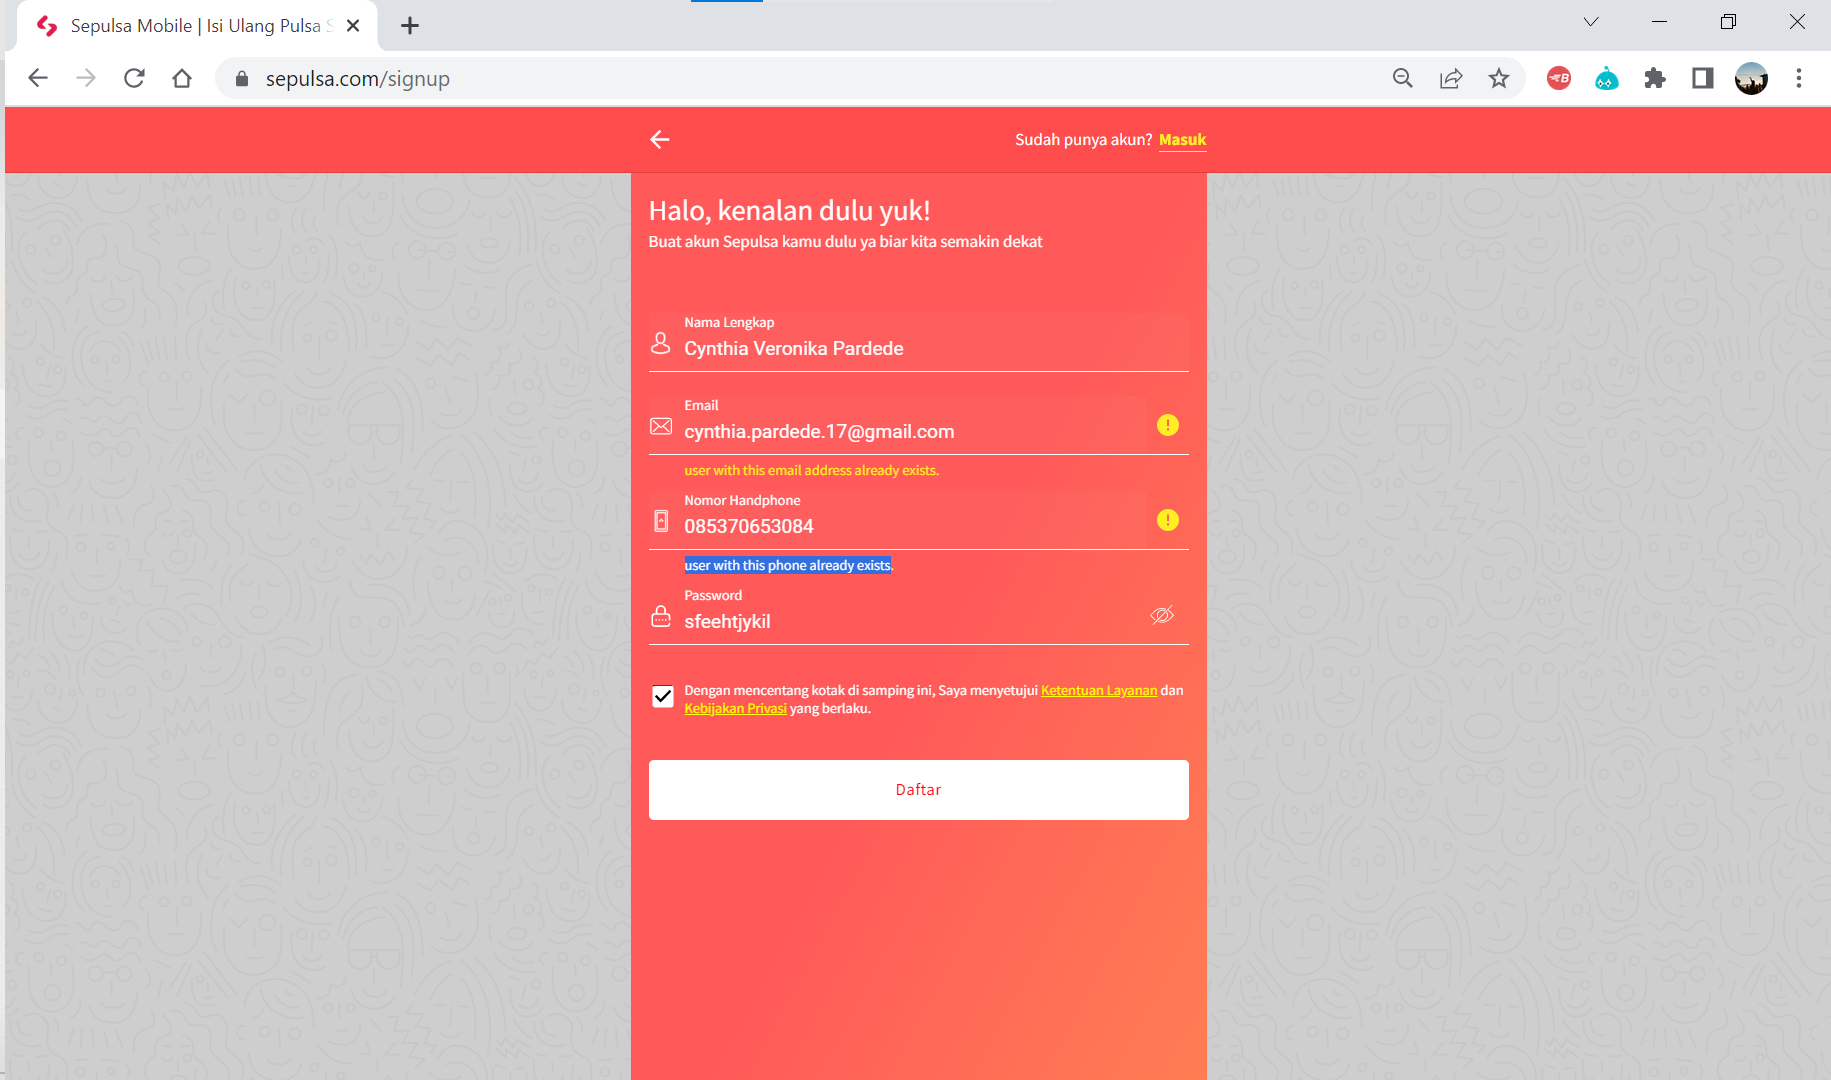 Sepulsa Mobile | Isi Ulang Pulsa S
sepulsa.com/signup
Sudah punya akun? Masuk
Halo, kenalan dulu yuk!
Buat akun Sepulsa kamu dulu ya biar kita semakin dekat
Nama Lengkap
Cynthia Veronika Pardede
Email
cynthia.pardede.17@gmail.com
user with this email address already exists.
Nomor Handphone
085370653084
user with this phone already exists.
Password
sfeehtjykil
Dengan mencentang kotak di samping ini, Saya menyetujui Ketentuan Layanan dan
Kebijakan Privasi yang berlaku.
Daftar